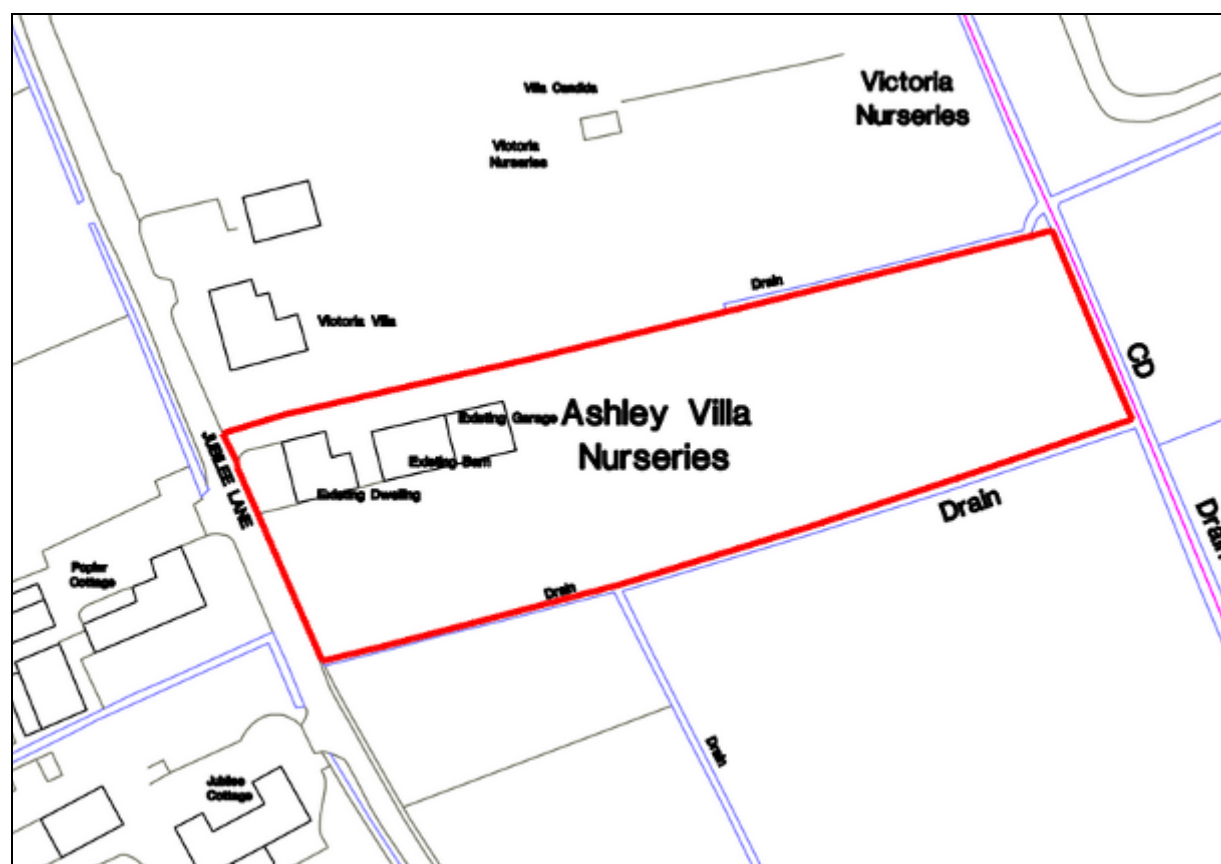 Villa Candida
Victoria
Nurseries
Victoria
Nurseries
Victoria Villa
Drain
CD
Existing Garage
Ashley Villa
Nurseries
Existing Barn
Existing Dwelling
JUBILEE LANE
Drain
Drain
Poplar
Cottage
Drain
Drain
Jubilee
Cottage